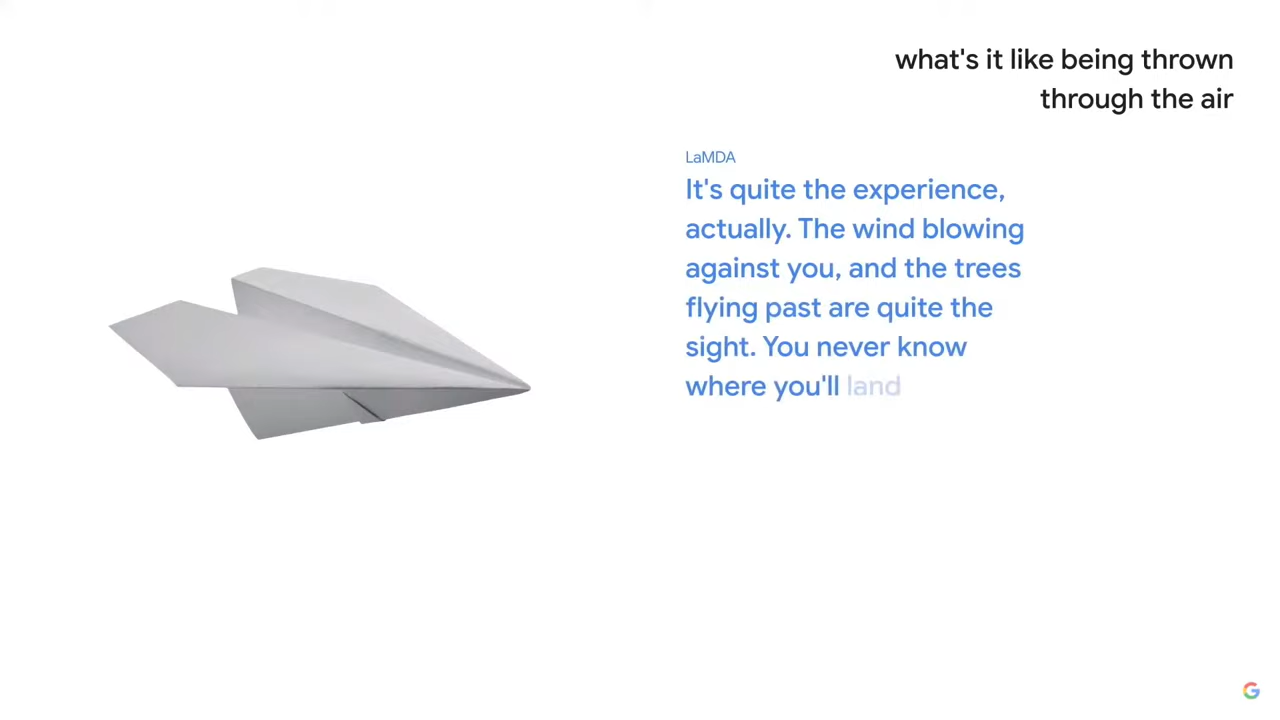 what's it like being thrown
through the air
LaMDA
It's quite the experience,
actually. The wind blowing
against you, and the trees
flying past are quite the
sight. You never know
where you'll land